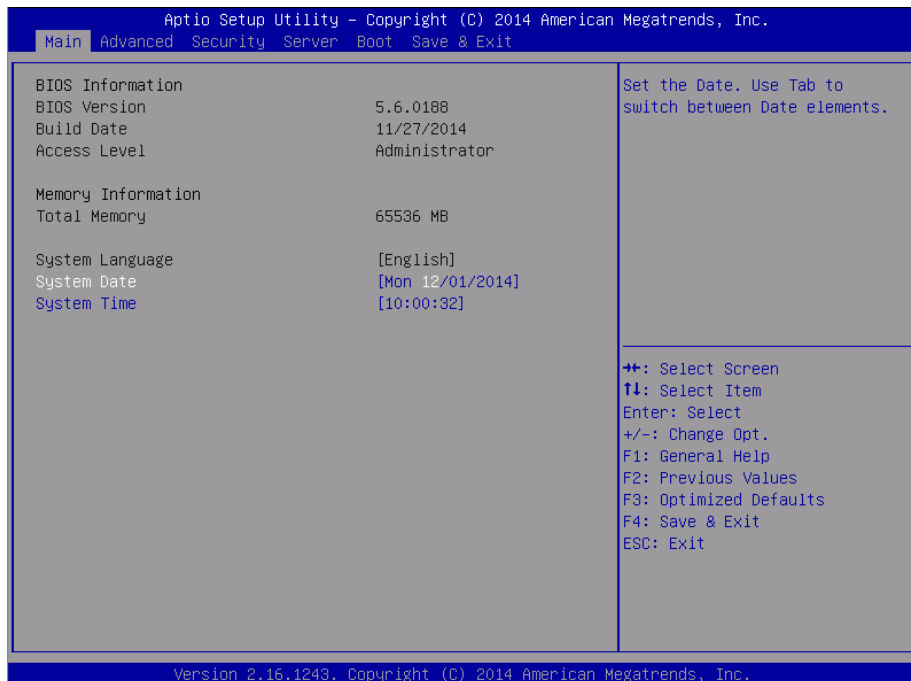 Aptio Setup Utility – Copyright (C) 2014 American Megatrends, Inc.
Main Advanced Security Server Boot Save & Exit
BIOS Information
BIOS Version 5.6.0188
Build Date 11/27/2014
Access Level Administrator
Memory Information
Total Memory 65536 MB
System Language [English]
System Date [Mon 12/01/2014]
System Time [10:00:32]
Set the Date. Use Tab to
switch between Date elements.
→←: Select Screen
↑↓: Select Item
Enter: Select
+/-: Change Opt.
F1: General Help
F2: Previous Values
F3: Optimized Defaults
F4: Save & Exit
ESC: Exit
Version 2.16.1243. Copyright (C) 2014 American Megatrends, Inc.